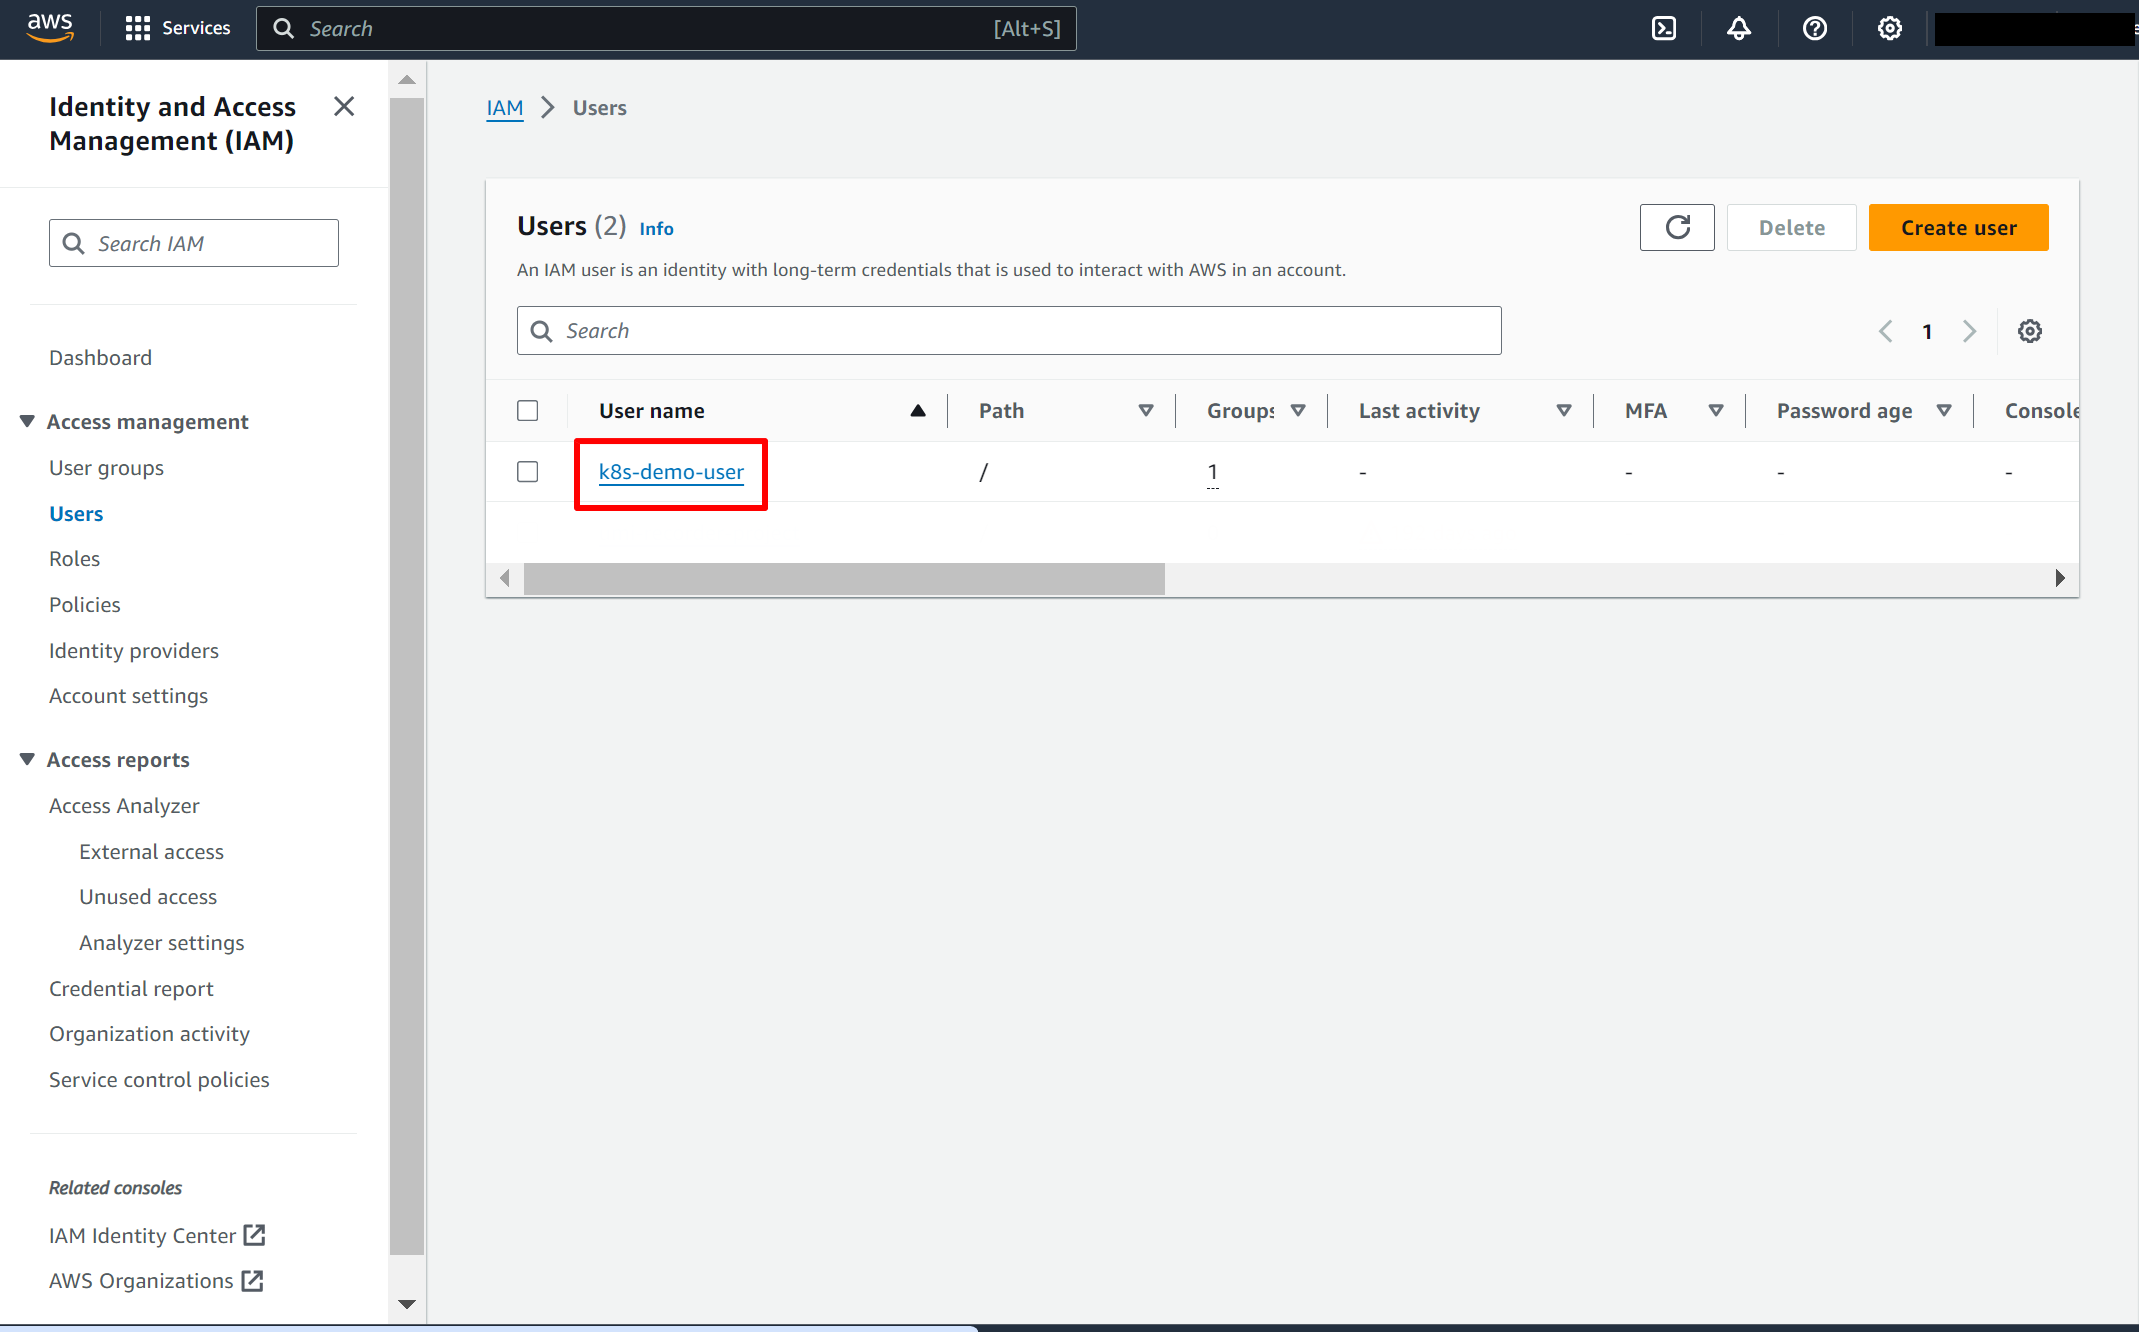 aws
Services
Search
[Alt+S]
Identity and Access
Management (IAM)
Search IAM
Dashboard
Access management
User groups
Users
Roles
Policies
Identity providers
Account settings
Access reports
Access Analyzer
External access
Unused access
Analyzer settings
Credential report
Organization activity
Service control policies
Related consoles
IAM Identity Center
AWS Organizations
IAM > Users
Users (2) Info
Delete
Create user
An IAM user is an identity with long-term credentials that is used to interact with AWS in an account.
Search
1
User name Path Groups Last activity MFA Password age Console
k8s-demo-user / 1 - - - -